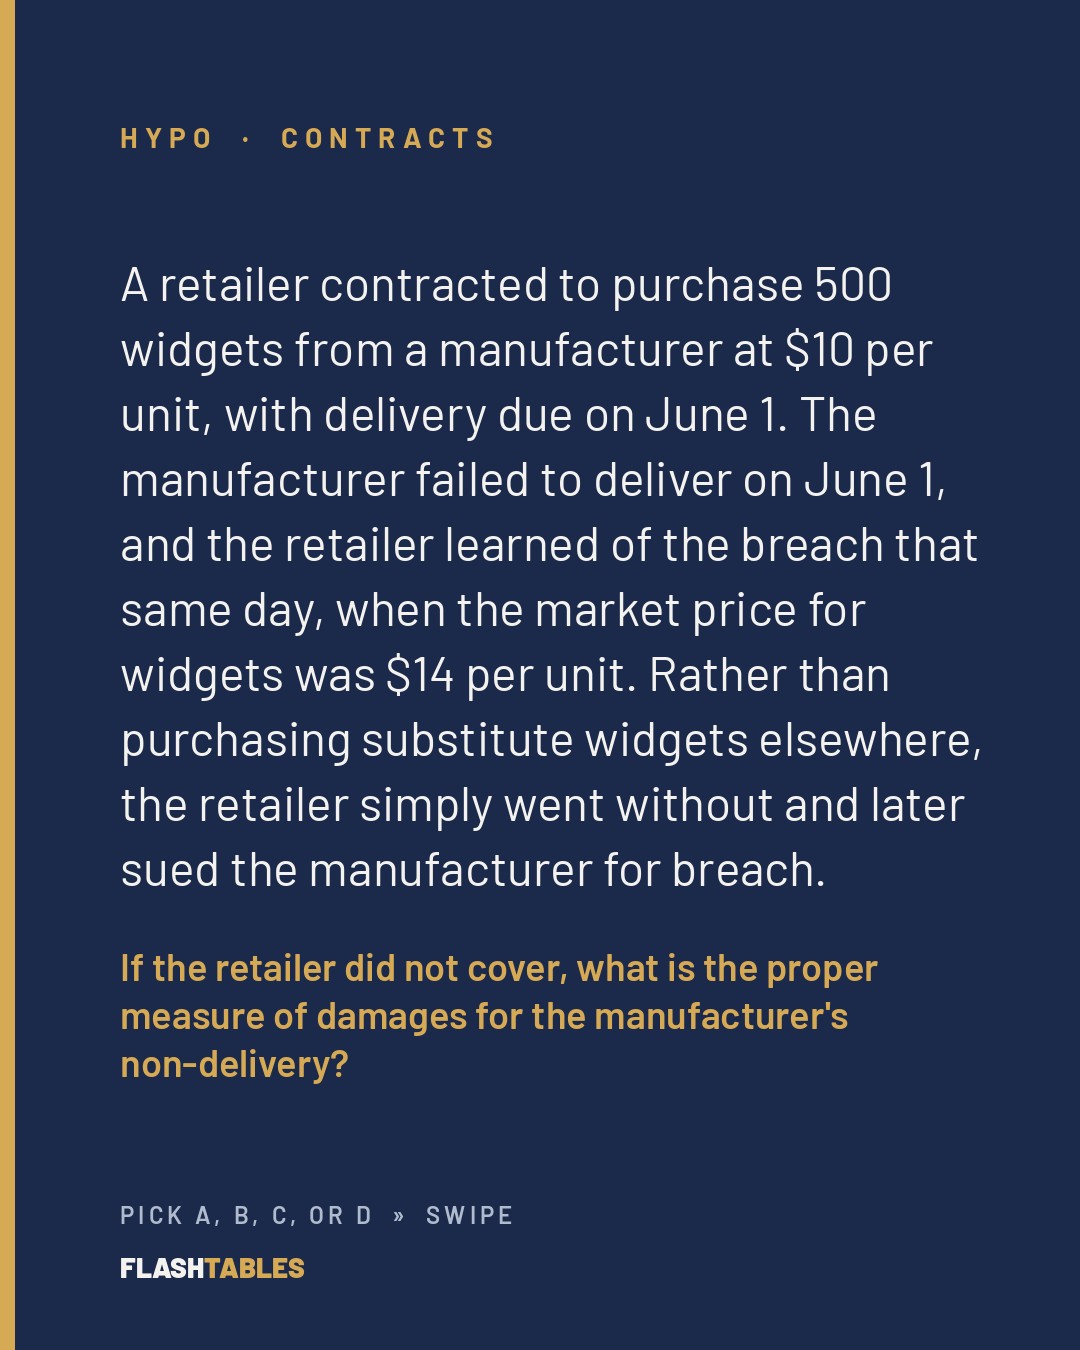 HYPO · CONTRACTS
A retailer contracted to purchase 500
widgets from a manufacturer at $10 per
unit, with delivery due on June 1. The
manufacturer failed to deliver on June 1,
and the retailer learned of the breach that
same day, when the market price for
widgets was $14 per unit. Rather than
purchasing substitute widgets elsewhere,
the retailer simply went without and later
sued the manufacturer for breach.
If the retailer did not cover, what is the proper
measure of damages for the manufacturer's
non-delivery?
PICK A, B, C, OR D » SWIPE
FLASHTABLES